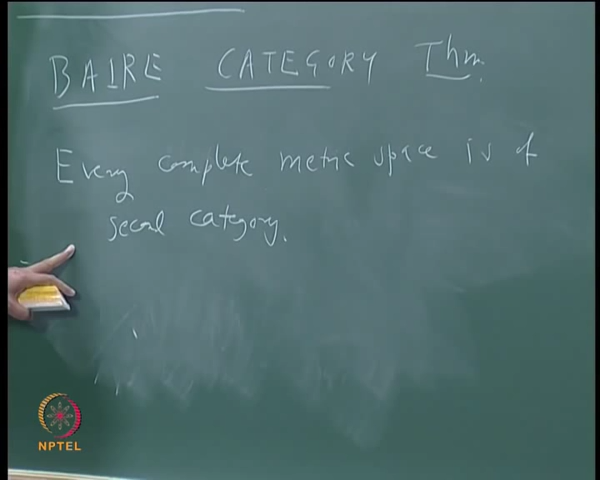 BAIRE CATEGORY Thm.
Every complete metric space is of
second category.
NPTEL